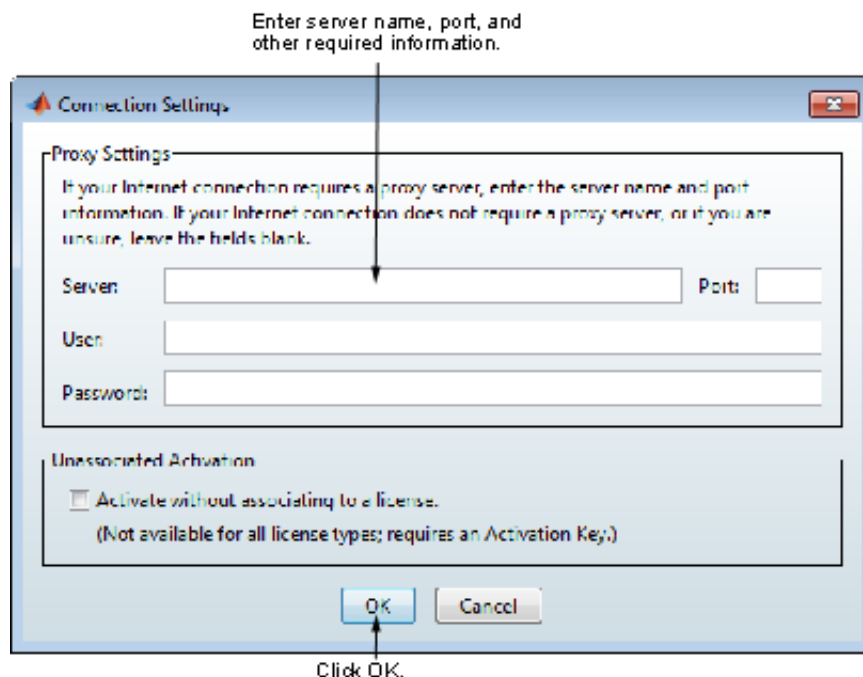 Enter server name, port, and
other required information.
Connection Settings
Proxy Settings
If your Internet connection requires a proxy server, enter the server name and port
information. If your Internet connection does not require a proxy server, or if you are
unsure, leave the fields blank.
Server: Port:
User:
Password:
Unassociated Activation
Activate without associating to a license.
(Not available for all license types; requires an Activation Key.)
OK Cancel
Click OK.